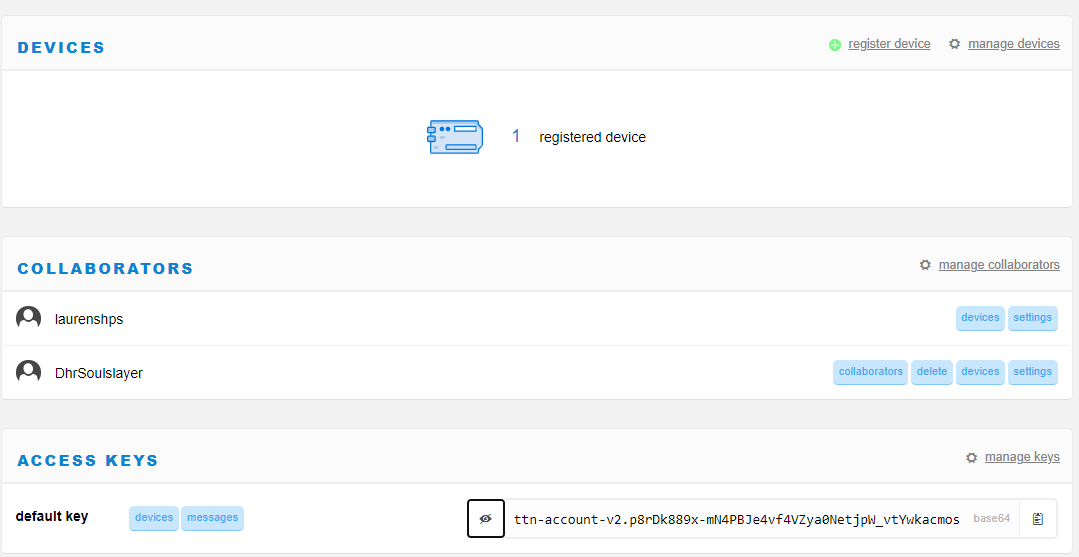 DEVICES
register device manage devices
1 registered device
COLLABORATORS
manage collaborators
laurenshps devices settings
DhrSoulslayer collaborators delete devices settings
ACCESS KEYS
manage keys
default key devices messages ttn-account-v2.p8rDk889x-mN4PBJe4vf4VZya0NetjpW_vtYwkacmos base64